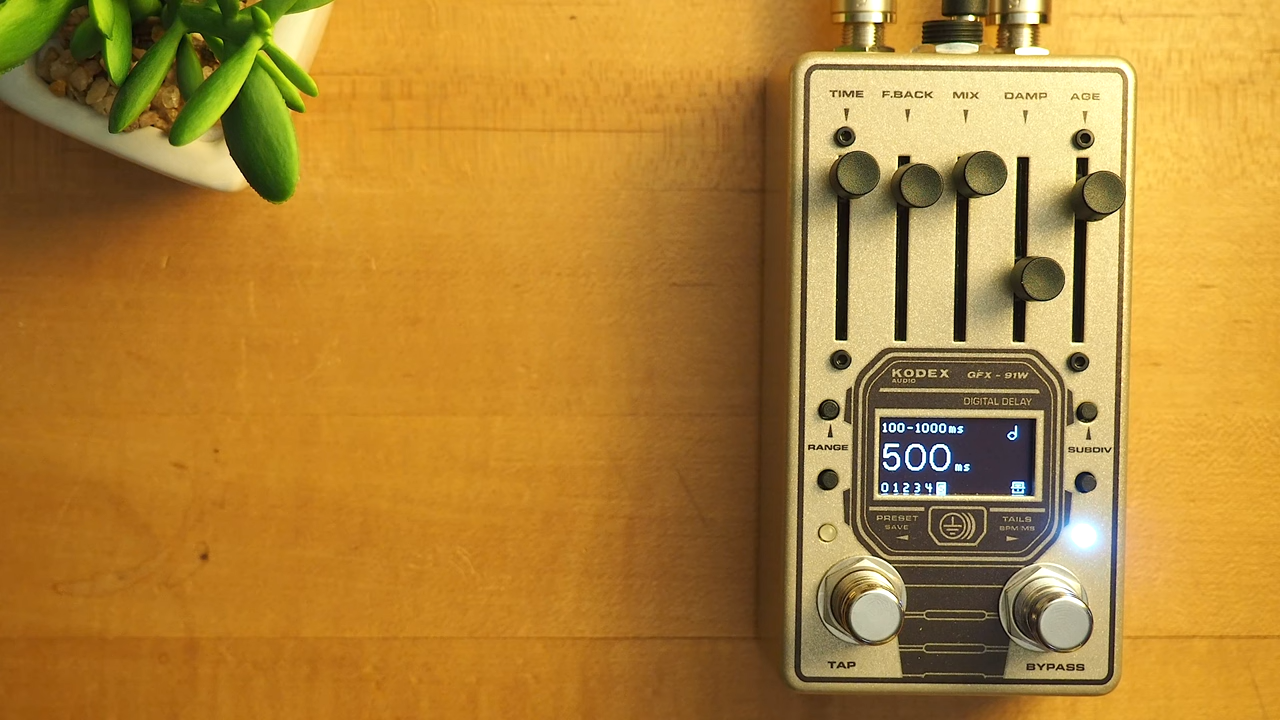 TIME F.BACK MIX DAMP AGE
KODEX GFX - 91W
AUDIO
DIGITAL DELAY
100-1000ms
RANGE SUBDIV
500ms
01234
PRESET TAILS
SAVE BPM/MS
TAP BYPASS